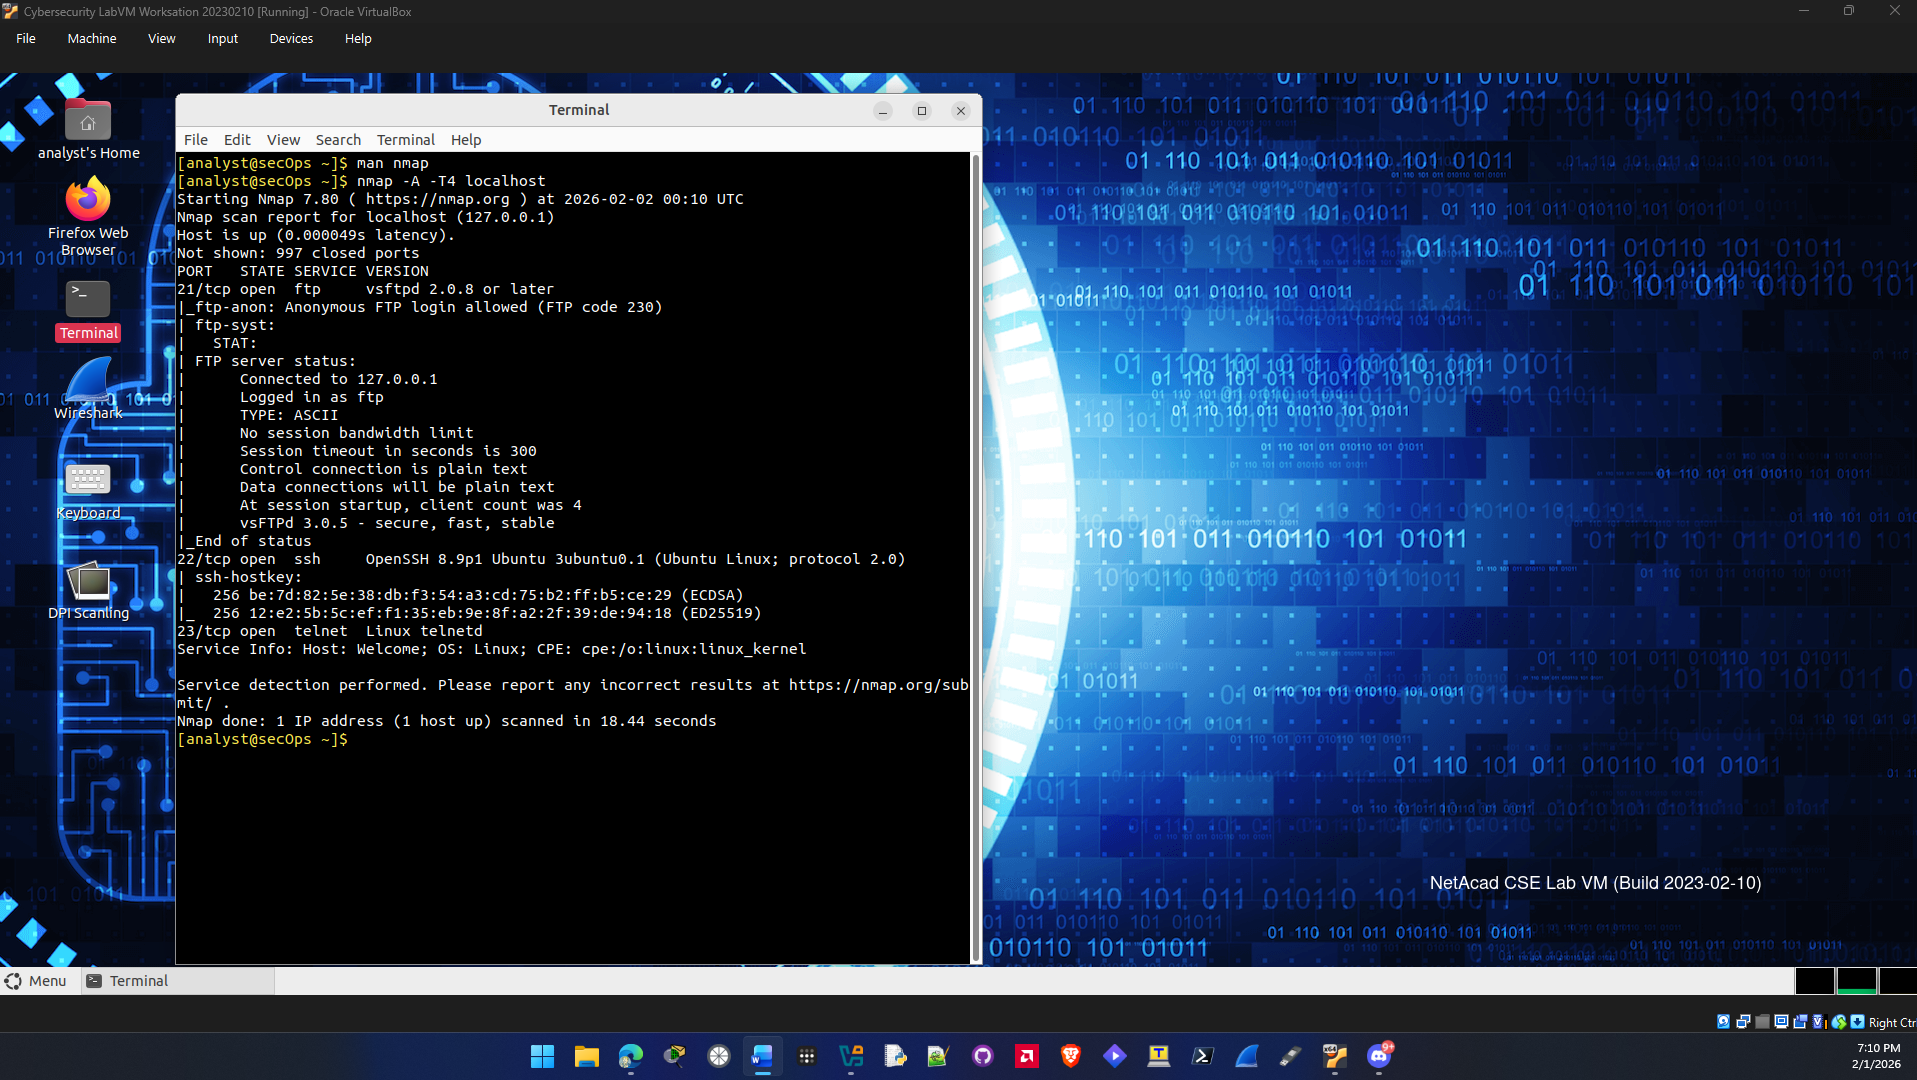 Cybersecurity LabVM Worksation 20230210 [Running] - Oracle VirtualBox
File Machine View Input Devices Help
analyst's Home
Firefox Web
Browser
Terminal
Wireshark
Keyboard
DPI Scanling
Terminal
File Edit View Search Terminal Help
[analyst@secOps ~]$ man nmap
[analyst@secOps ~]$ nmap -A -T4 localhost
Starting Nmap 7.80 ( https://nmap.org ) at 2026-02-02 00:10 UTC
Nmap scan report for localhost (127.0.0.1)
Host is up (0.000049s latency).
Not shown: 997 closed ports
PORT   STATE SERVICE VERSION
21/tcp open  ftp     vsftpd 2.0.8 or later
|_ftp-anon: Anonymous FTP login allowed (FTP code 230)
| ftp-syst:
|   STAT:
| FTP server status:
|      Connected to 127.0.0.1
|      Logged in as ftp
|      TYPE: ASCII
|      No session bandwidth limit
|      Session timeout in seconds is 300
|      Control connection is plain text
|      Data connections will be plain text
|      At session startup, client count was 4
|      vsFTPd 3.0.5 - secure, fast, stable
|_End of status
22/tcp open  ssh     OpenSSH 8.9p1 Ubuntu 3ubuntu0.1 (Ubuntu Linux; protocol 2.0)
| ssh-hostkey:
|   256 be:7d:82:5e:38:db:f3:54:a3:cd:75:b2:ff:b5:ce:29 (ECDSA)
|_  256 12:e2:5b:5c:ef:f1:35:eb:9e:8f:a2:2f:39:de:94:18 (ED25519)
23/tcp open  telnet  Linux telnetd
Service Info: Host: Welcome; OS: Linux; CPE: cpe:/o:linux:linux_kernel
Service detection performed. Please report any incorrect results at https://nmap.org/sub
mit/ .
Nmap done: 1 IP address (1 host up) scanned in 18.44 seconds
[analyst@secOps ~]$
NetAcad CSE Lab VM (Build 2023-02-10)
Menu
Terminal
Right Ctr
7:10 PM
2/1/2026